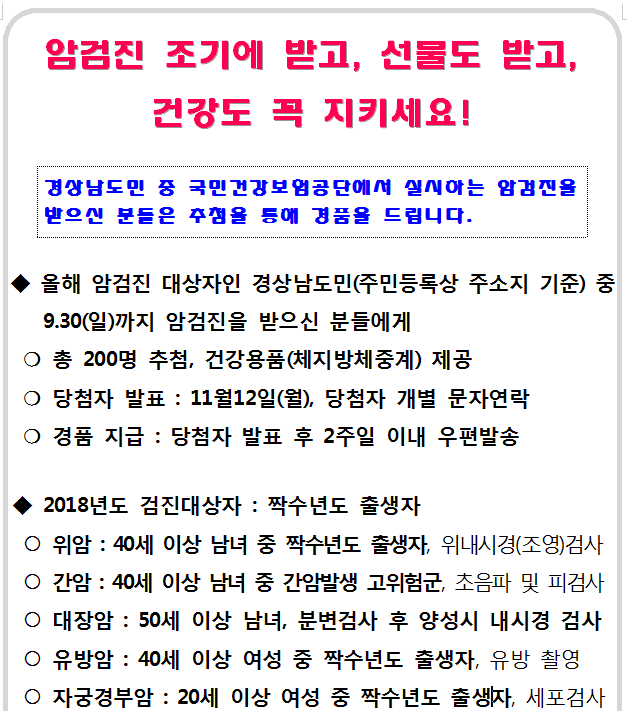 암검진 조기에 받고, 선물도 받고,
건강도 꼭 지키세요!
경상남도민 중 국민건강보험공단에서 실시하는 암검진을
받으신 분들은 추첨을 통해 경품을 드립니다.
◆ 올해 암검진 대상자인 경상남도민(주민등록상 주소지 기준) 중
9.30(일)까지 암검진을 받으신 분들에게
❍ 총 200명 추첨, 건강용품(체지방체중계) 제공
❍ 당첨자 발표 : 11월12일(월), 당첨자 개별 문자연락
❍ 경품 지급 : 당첨자 발표 후 2주일 이내 우편발송
◆ 2018년도 검진대상자 : 짝수년도 출생자
❍ 위암 : 40세 이상 남녀 중 짝수년도 출생자, 위내시경(조영)검사
❍ 간암 : 40세 이상 남녀 중 간암발생 고위험군, 초음파 및 피검사
❍ 대장암 : 50세 이상 남녀, 분변검사 후 양성시 내시경 검사
❍ 유방암 : 40세 이상 여성 중 짝수년도 출생자, 유방 촬영
❍ 자궁경부암 : 20세 이상 여성 중 짝수년도 출생자, 세포검사